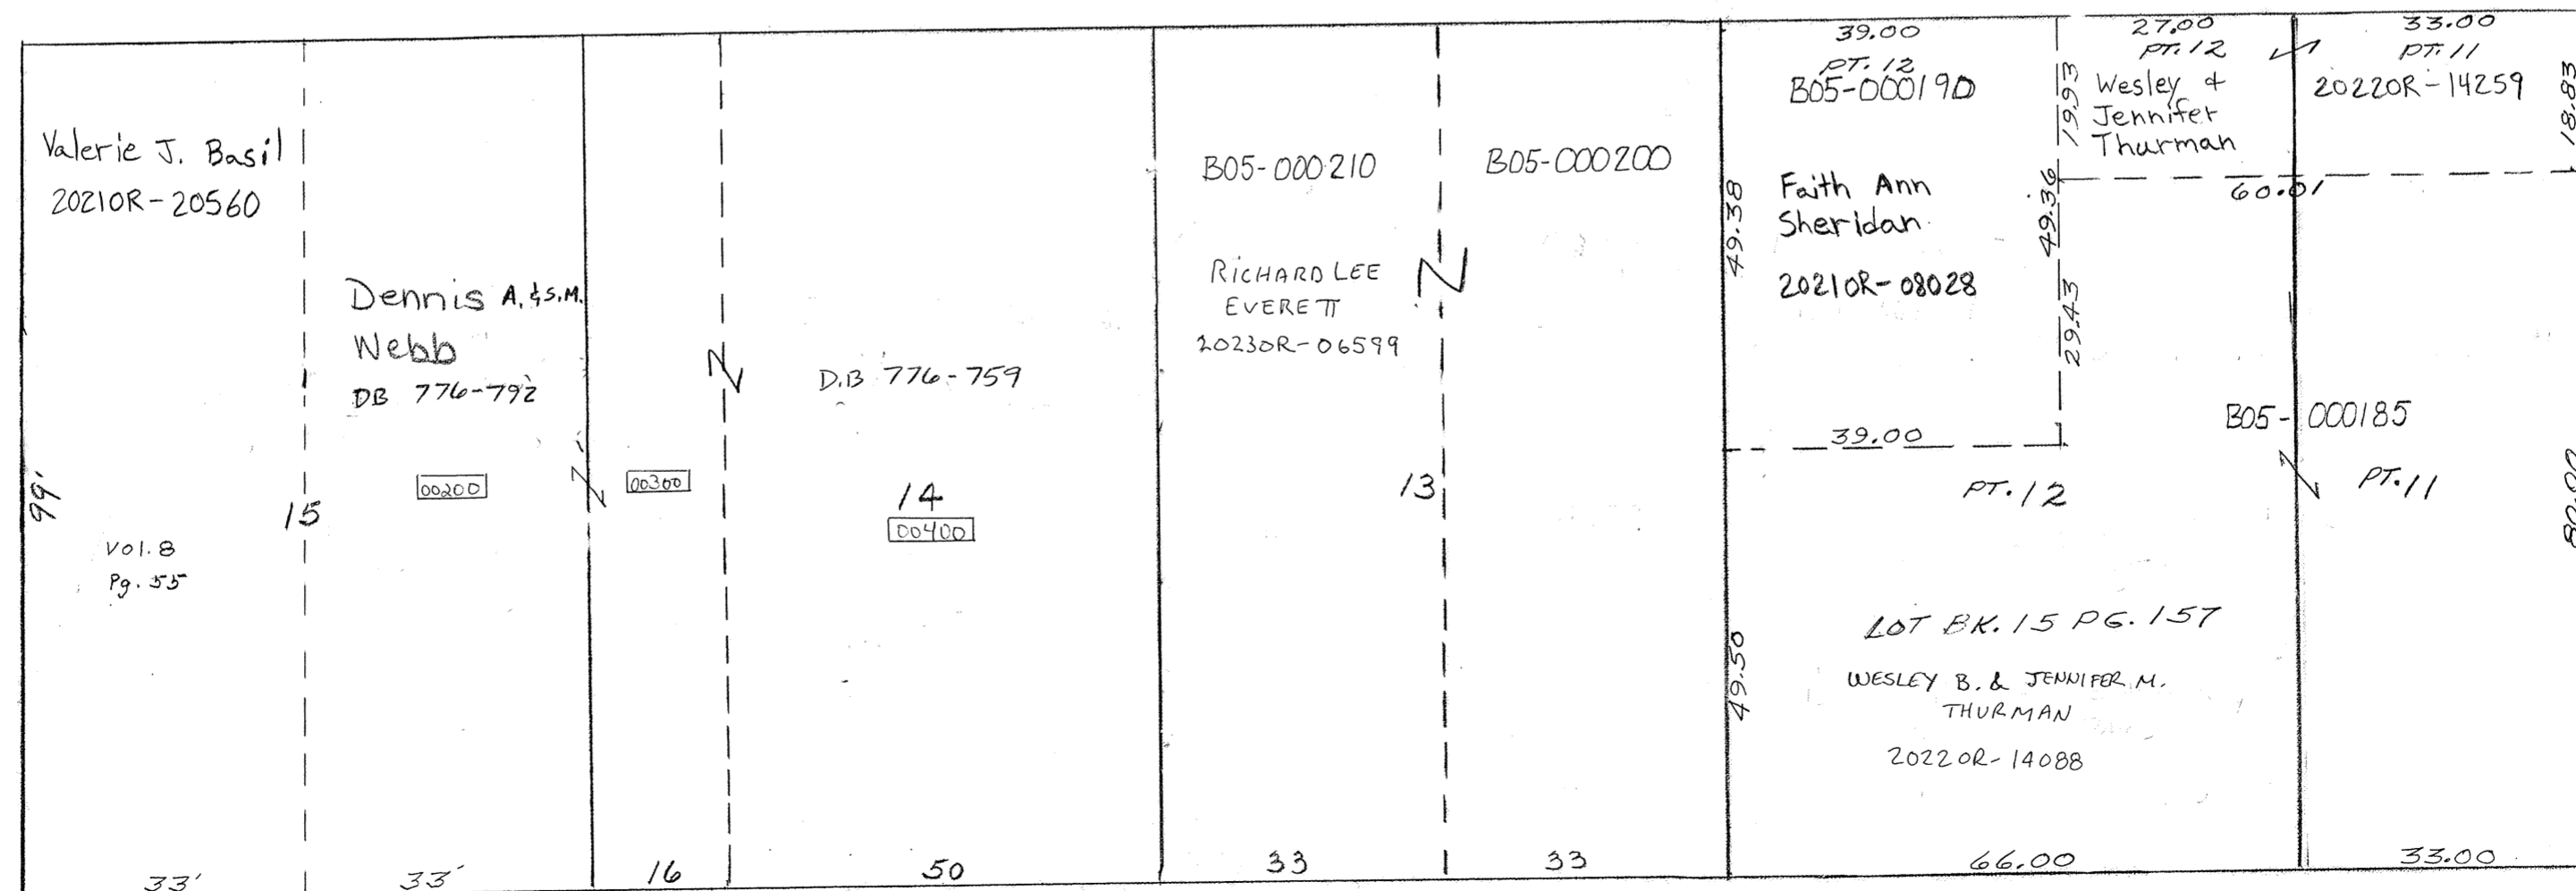 Valerie J. Basil
2021OR-20560
99'
15
Vol. 8
Pg. 55
33'
Dennis A. & S.M.
Webb
DB 776-792
00200
33'
00300
16
D.B 776-759
14
00400
50
B05-000210
RICHARD LEE
EVERETT
2023OR-06599
13
33
B05-000200
33
39.00
PT. 12
B05-000190
Faith Ann
Sheridan
2021OR-08028
49.38
19.93
49.36
29.43
39.00
27.00
PT. 12
Wesley &
Jennifer
Thurman
33.00
PT. 11
2022OR-14259
18.83
60.01
B05-000185
PT. 12
PT. 11
80.00
LOT BK. 15 PG. 157
WESLEY B. & JENNIFER M.
THURMAN
2022OR-14088
49.50
66.00
33.00